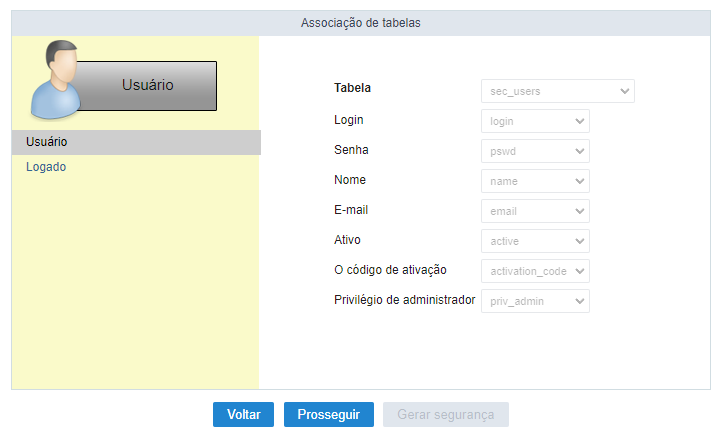 Associação de tabelas
Usuário
Usuário
Logado
Tabela sec_users
Login login
Senha pswd
Nome name
E-mail email
Ativo active
O código de ativação activation_code
Privilégio de administrador priv_admin
Voltar Prosseguir Gerar segurança